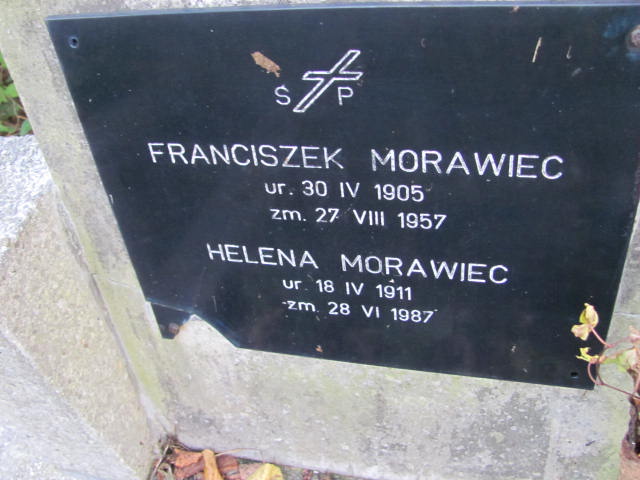 Ś P
FRANCISZEK MORAWIEC
ur. 30 IV 1905
zm. 27 VIII 1957
HELENA MORAWIEC
ur 18 IV 1911
zm. 28 VI 1987